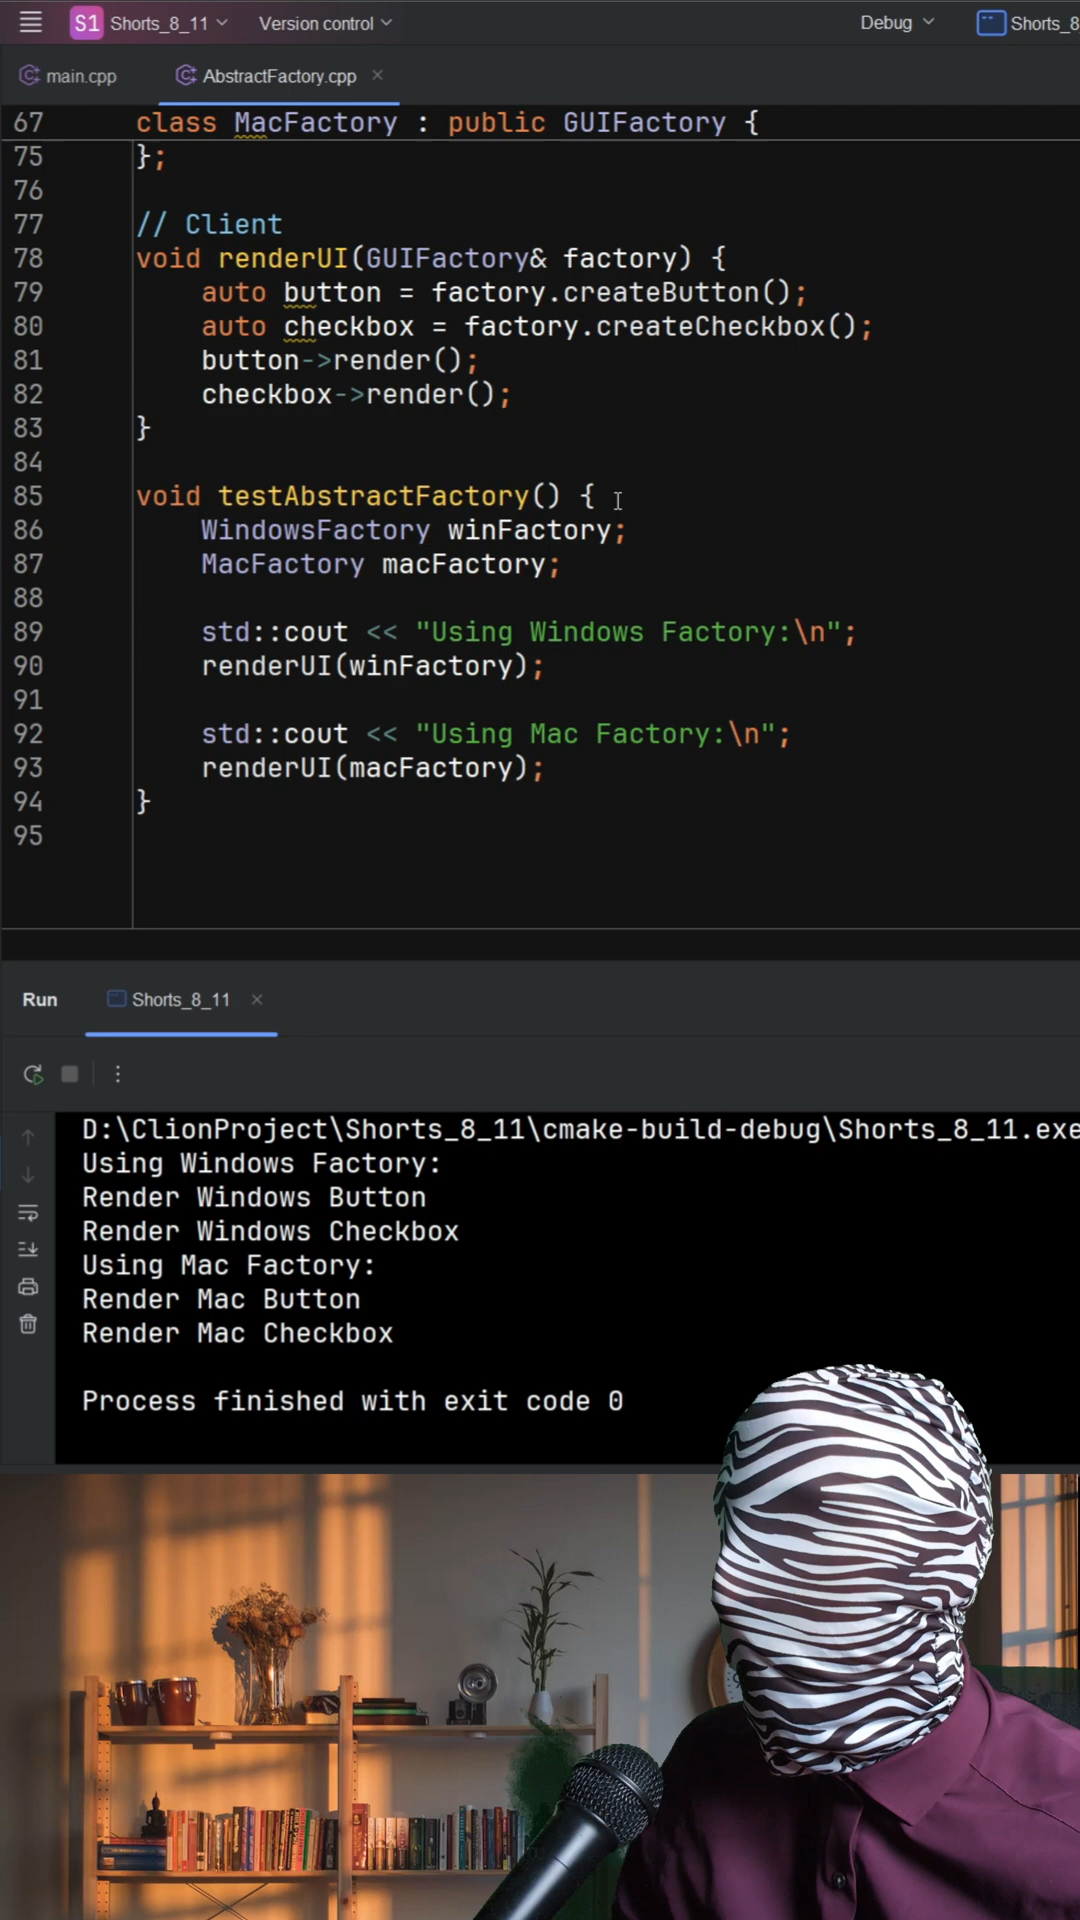 S1 Shorts_8_11 Version control Debug Shorts_8
main.cpp AbstractFactory.cpp
67 class MacFactory : public GUIFactory {
75 };
76
77 // Client
78 void renderUI(GUIFactory& factory) {
79 auto button = factory.createButton();
80 auto checkbox = factory.createCheckbox();
81 button->render();
82 checkbox->render();
83 }
84
85 void testAbstractFactory() {
86 WindowsFactory winFactory;
87 MacFactory macFactory;
88
89 std::cout << "Using Windows Factory:\n";
90 renderUI(winFactory);
91
92 std::cout << "Using Mac Factory:\n";
93 renderUI(macFactory);
94 }
95
Run Shorts_8_11
D:\ClionProject\Shorts_8_11\cmake-build-debug\Shorts_8_11.exe
Using Windows Factory:
Render Windows Button
Render Windows Checkbox
Using Mac Factory:
Render Mac Button
Render Mac Checkbox
Process finished with exit code 0